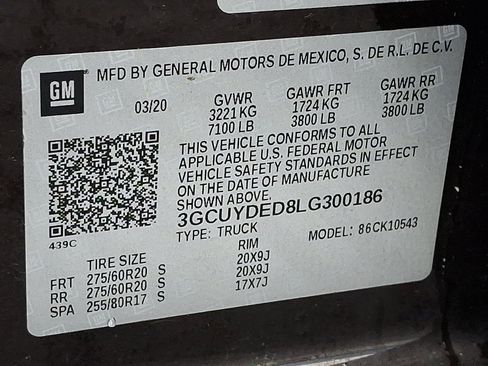 GM
MFD BY GENERAL MOTORS DE MEXICO, S. DE R.L. DE C.V.
03/20 GVWR GAWR FRT GAWR RR
3221 KG 1724 KG 1724 KG
7100 LB 3800 LB 3800 LB
THIS VEHICLE CONFORMS TO ALL
APPLICABLE U.S. FEDERAL MOTOR
VEHICLE SAFETY STANDARDS IN EFFECT
ON THE DATE OF MANUFACTURE
SHOWN ABOVE.
3GCUYDED8LG300186
439C
TYPE: TRUCK MODEL: 86CK10543
TIRE SIZE RIM
FRT 275/60R20 S 20X9J
RR 275/60R20 S 20X9J
SPA 255/80R17 S 17X7J